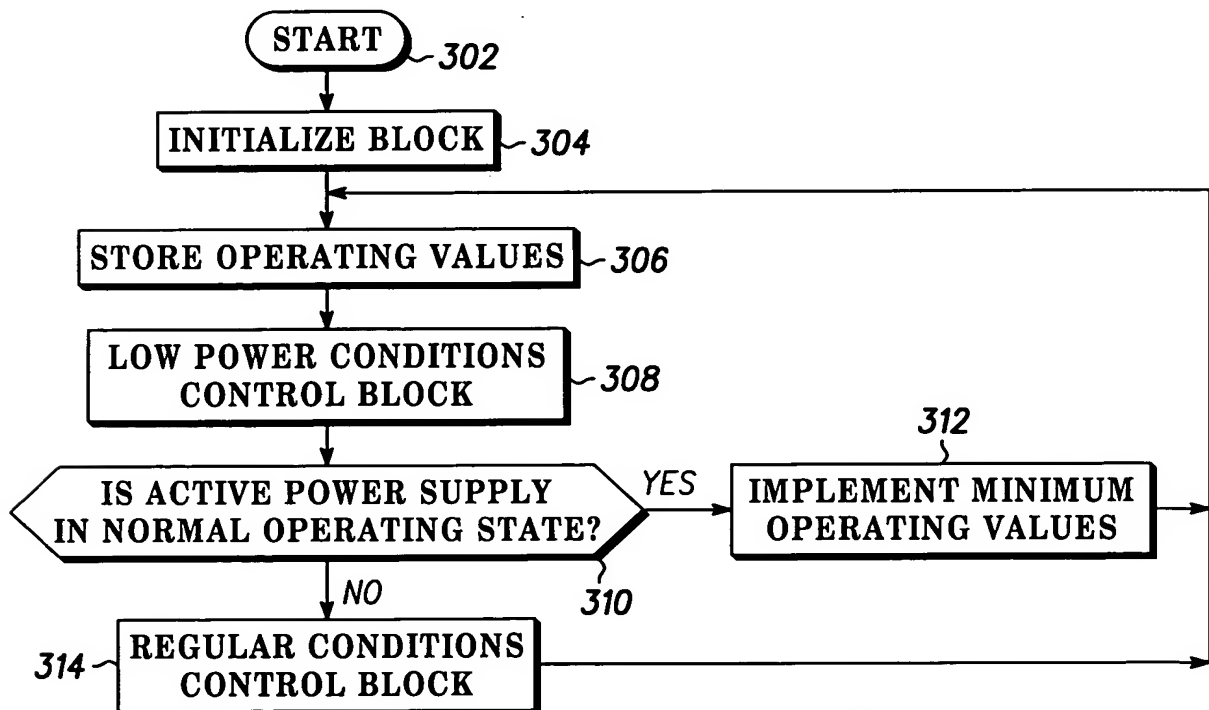 START
302
INITIALIZE BLOCK
304
STORE OPERATING VALUES
306
LOW POWER CONDITIONS
CONTROL BLOCK
308
IS ACTIVE POWER SUPPLY
IN NORMAL OPERATING STATE?
310
YES
312
IMPLEMENT MINIMUM
OPERATING VALUES
NO
314
REGULAR CONDITIONS
CONTROL BLOCK